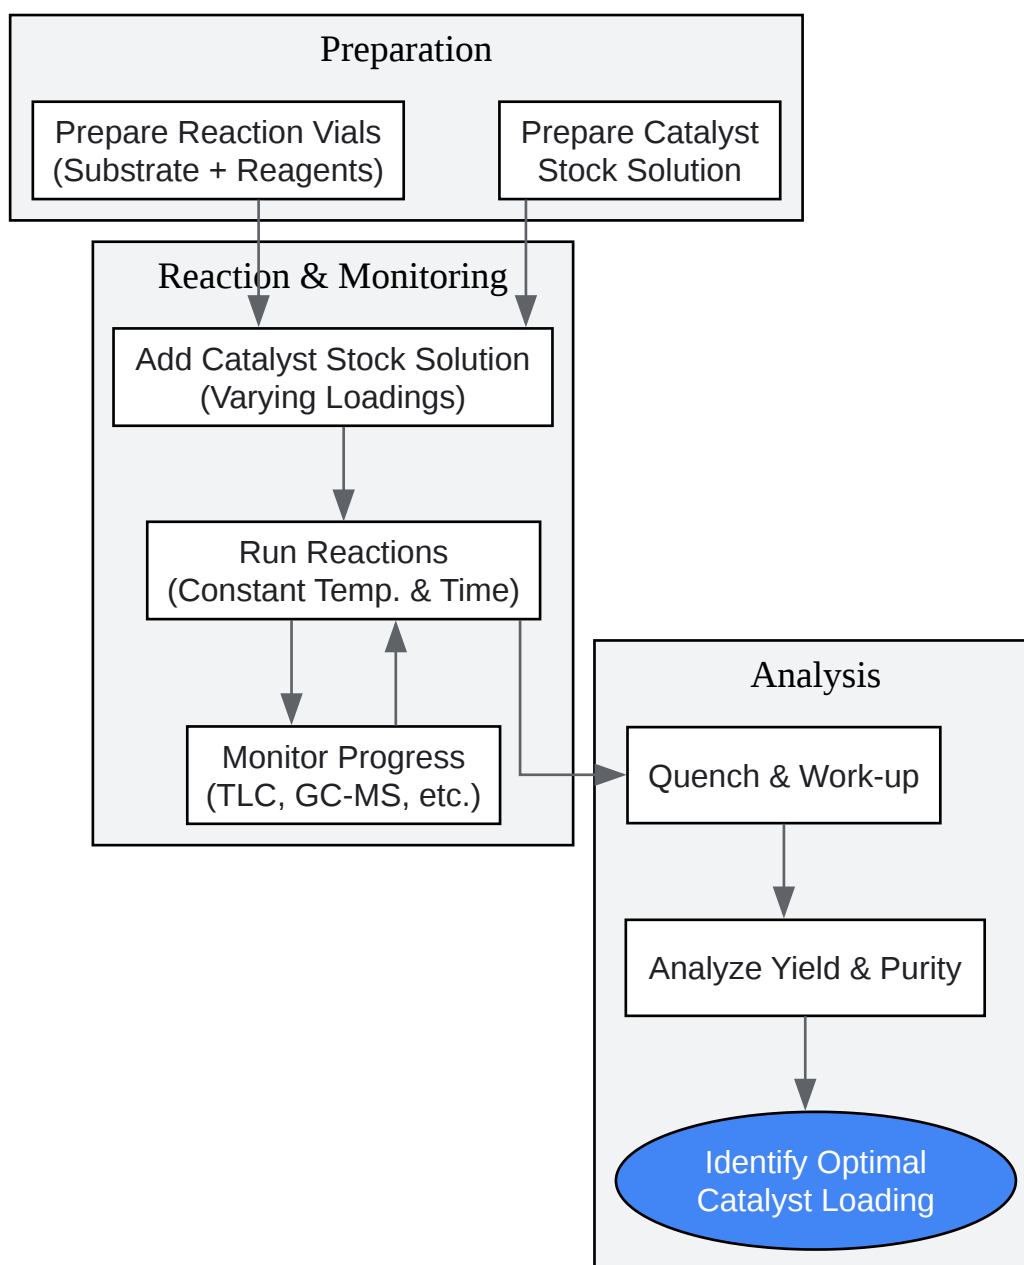 Preparation
Prepare Reaction Vials
(Substrate + Reagents)
Prepare Catalyst
Stock Solution
Reaction & Monitoring
Add Catalyst Stock Solution
(Varying Loadings)
Run Reactions
(Constant Temp. & Time)
Monitor Progress
(TLC, GC-MS, etc.)
Analysis
Quench & Work-up
Analyze Yield & Purity
Identify Optimal
Catalyst Loading